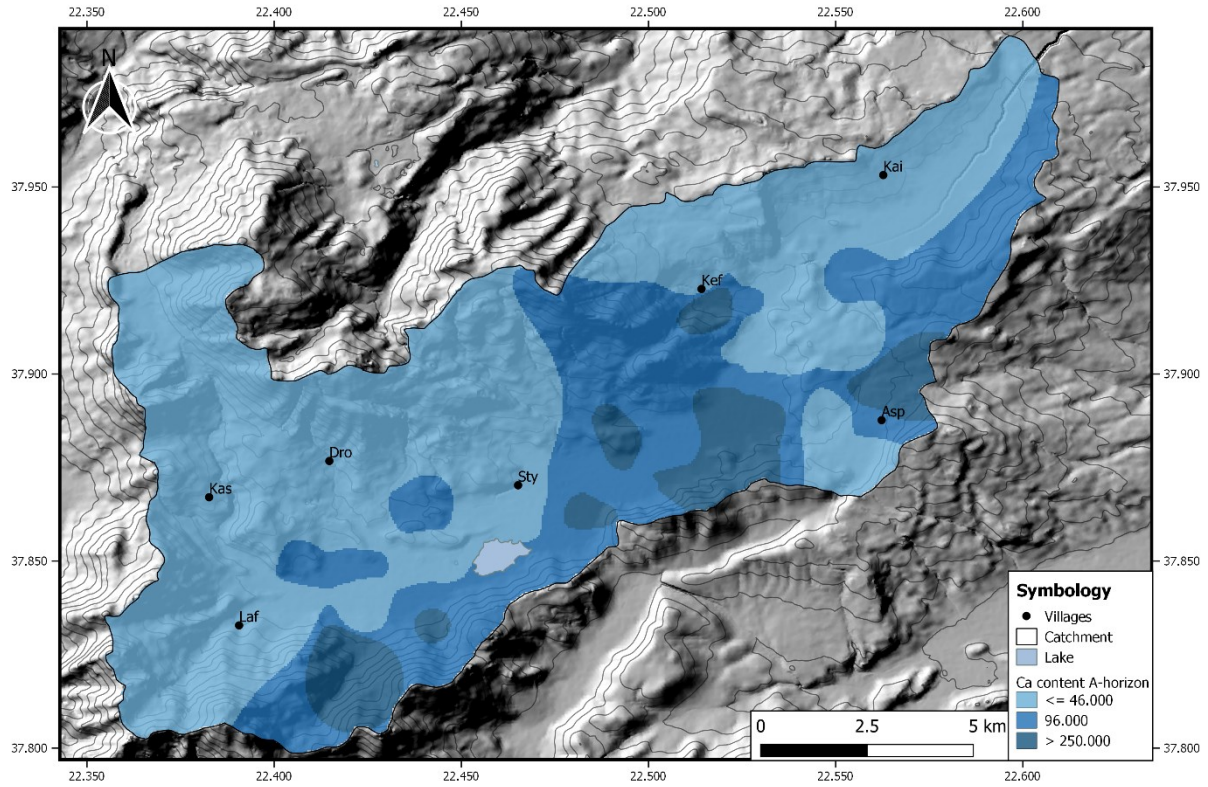 22.350 22.400 22.450 22.500 22.550 22.600
N
37.950 37.950
Kai
Kef
37.900 37.900
Asp
Dro
Sty
Kas
37.850 37.850
Laf
Symbology
Villages
Catchment
Lake
Ca content A-horizon
<= 46.000
96.000
> 250.000
0 2.5 5 km
37.800 37.800
22.350 22.400 22.450 22.500 22.550 22.600